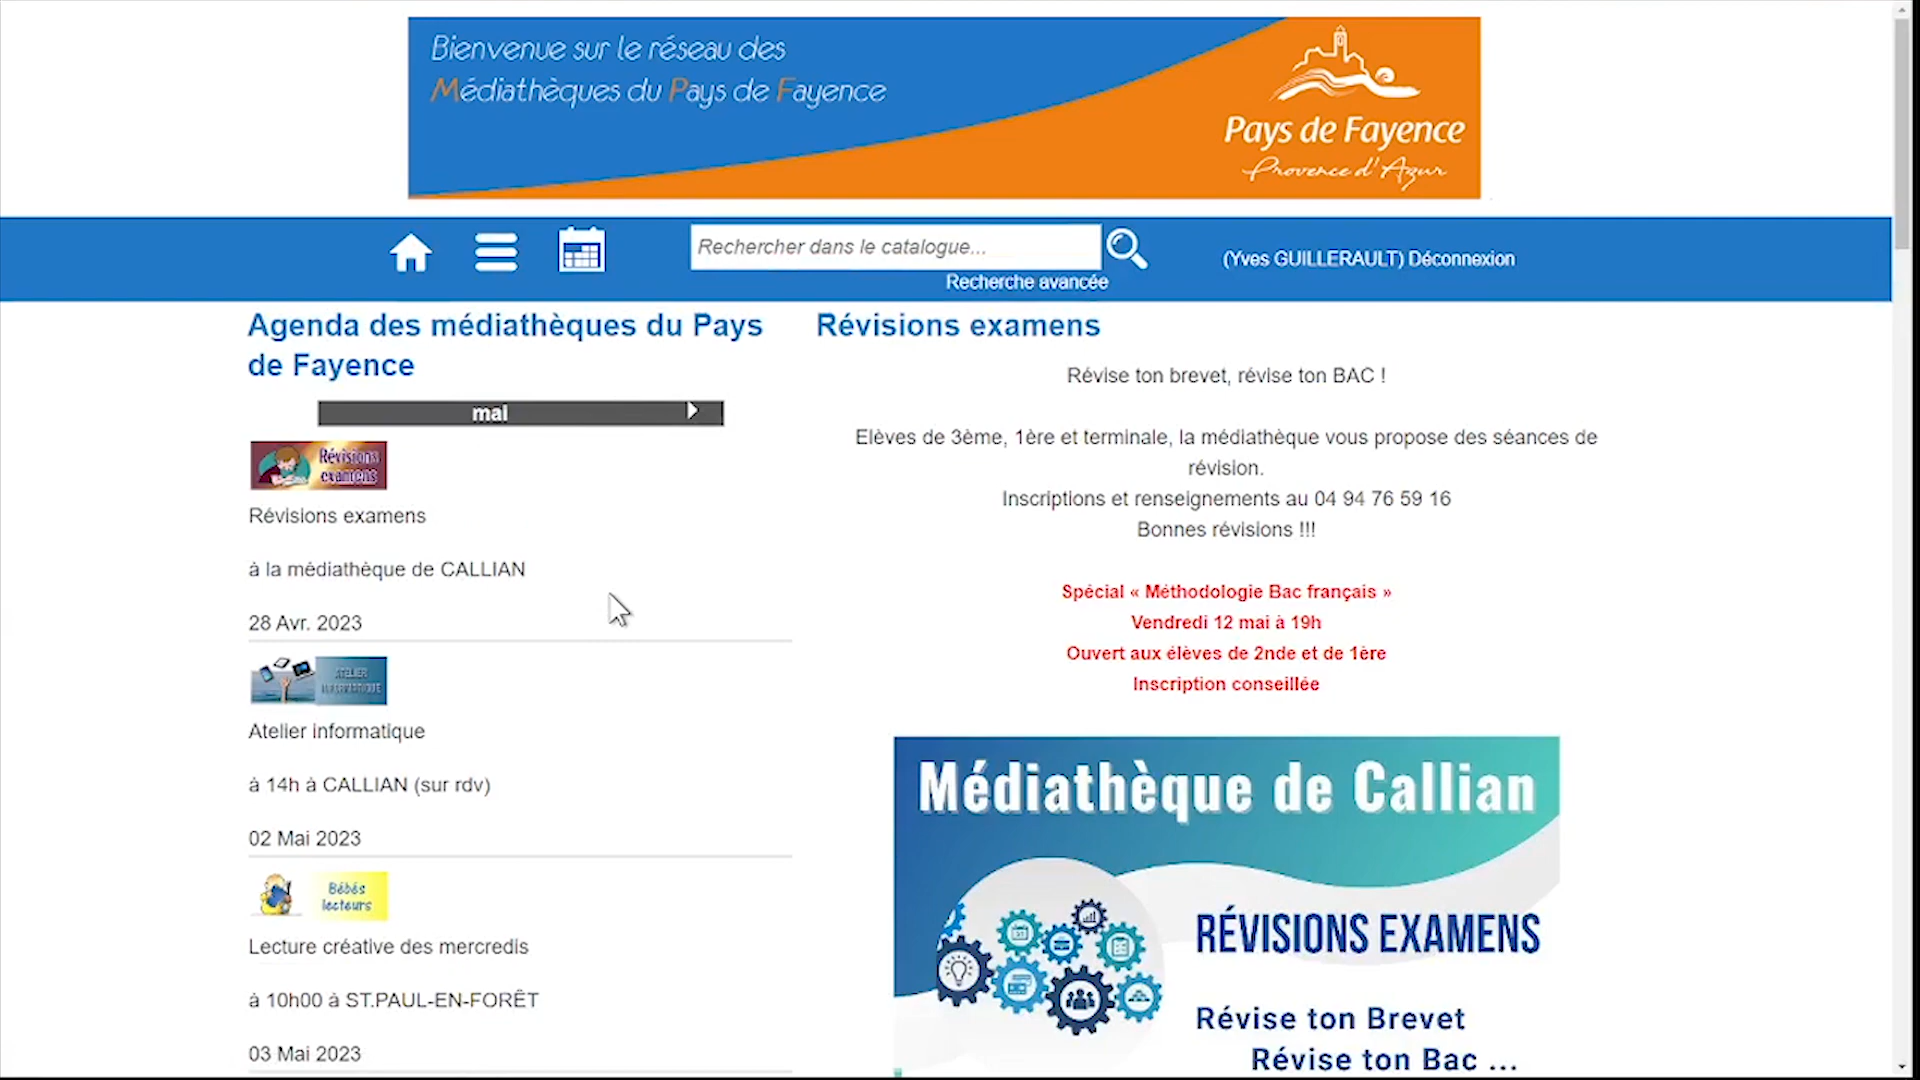 Bienvenue sur le réseau des
Médiathèques du Pays de Fayence
Pays de Fayence
Provence d'Azur
Rechercher dans le catalogue...
Recherche avancée
(Yves GUILLERAULT) Déconnexion
Agenda des médiathèques du Pays
de Fayence
mai
Révisions
examens
Révisions examens
à la médiathèque de CALLIAN
28 Avr. 2023
ATELIER
INFORMATIQUE
Atelier informatique
à 14h à CALLIAN (sur rdv)
02 Mai 2023
Bébés
lecteurs
Lecture créative des mercredis
à 10h00 à ST.PAUL-EN-FORÊT
03 Mai 2023
Révisions examens
Révise ton brevet, révise ton BAC !
Elèves de 3ème, 1ère et terminale, la médiathèque vous propose des séances de
révision.
Inscriptions et renseignements au 04 94 76 59 16
Bonnes révisions !!!
Spécial « Méthodologie Bac français »
Vendredi 12 mai à 19h
Ouvert aux élèves de 2nde et de 1ère
Inscription conseillée
Médiathèque de Callian
RÉVISIONS EXAMENS
Révise ton Brevet
Révise ton Bac ...